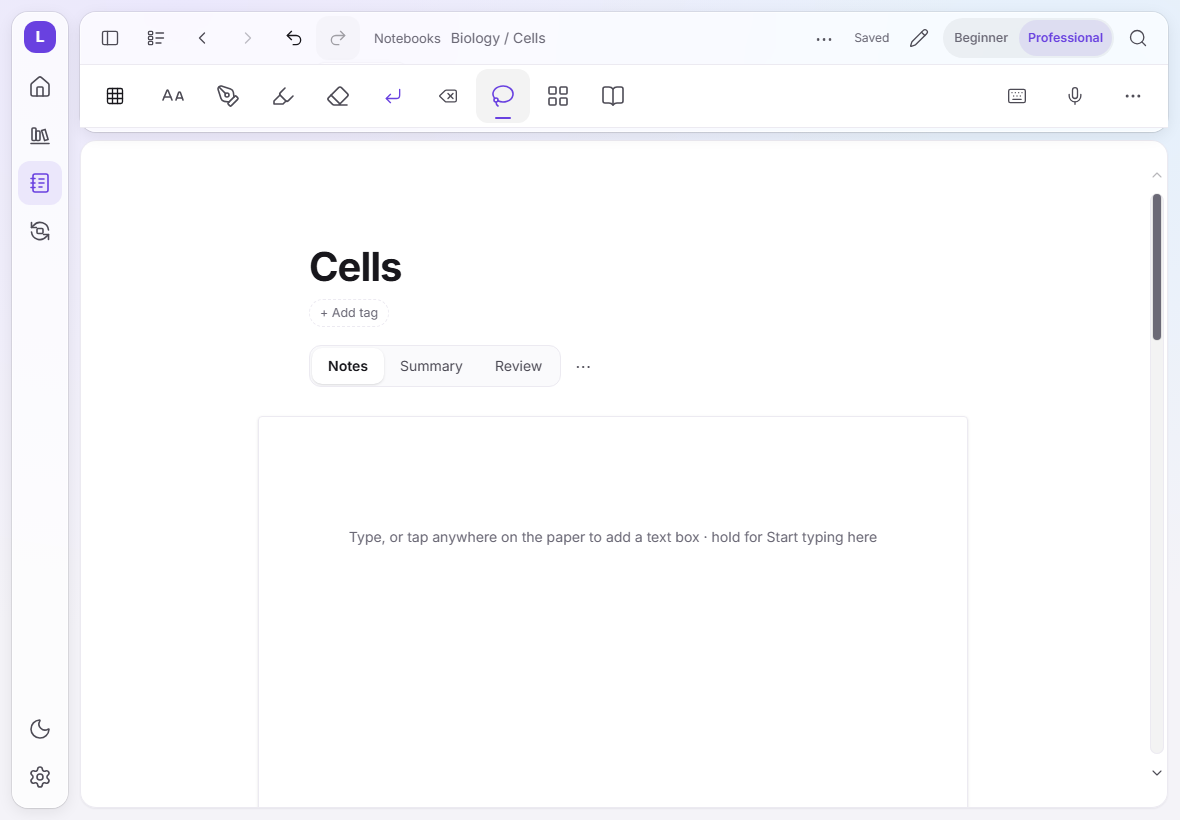 L
Notebooks Biology / Cells
Saved
Beginner Professional
AA
Cells
+ Add tag
Notes Summary Review
Type, or tap anywhere on the paper to add a text box · hold for Start typing here